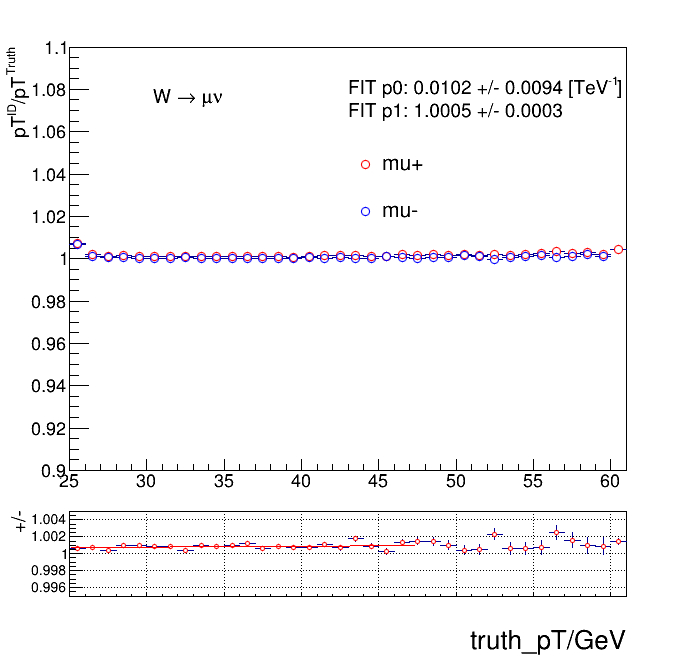 pT^ID/pT^Truth
1.1
1.08
1.06
1.04
1.02
1
0.98
0.96
0.94
0.92
0.9
W → μν
FIT p0: 0.0102 +/- 0.0094 [TeV^-1]
FIT p1: 1.0005 +/- 0.0003
mu+
mu-
25 30 35 40 45 50 55 60
+/-
1.004
1.002
1
0.998
0.996
truth_pT/GeV